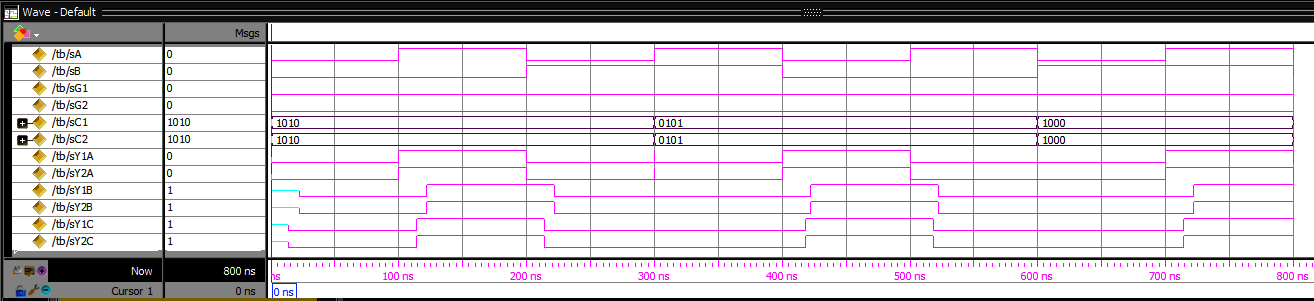 Wave - Default
Msgs
/tb/sA 0
/tb/sB 0
/tb/sG1 0
/tb/sG2 0
/tb/sC1 1010 1010 0101 1000
/tb/sC2 1010 1010 0101 1000
/tb/sY1A 0
/tb/sY2A 0
/tb/sY1B 1
/tb/sY2B 1
/tb/sY1C 1
/tb/sY2C 1
Now 800 ns ns 100 ns 200 ns 300 ns 400 ns 500 ns 600 ns 700 ns 800 ns
Cursor 1 0 ns 0 ns